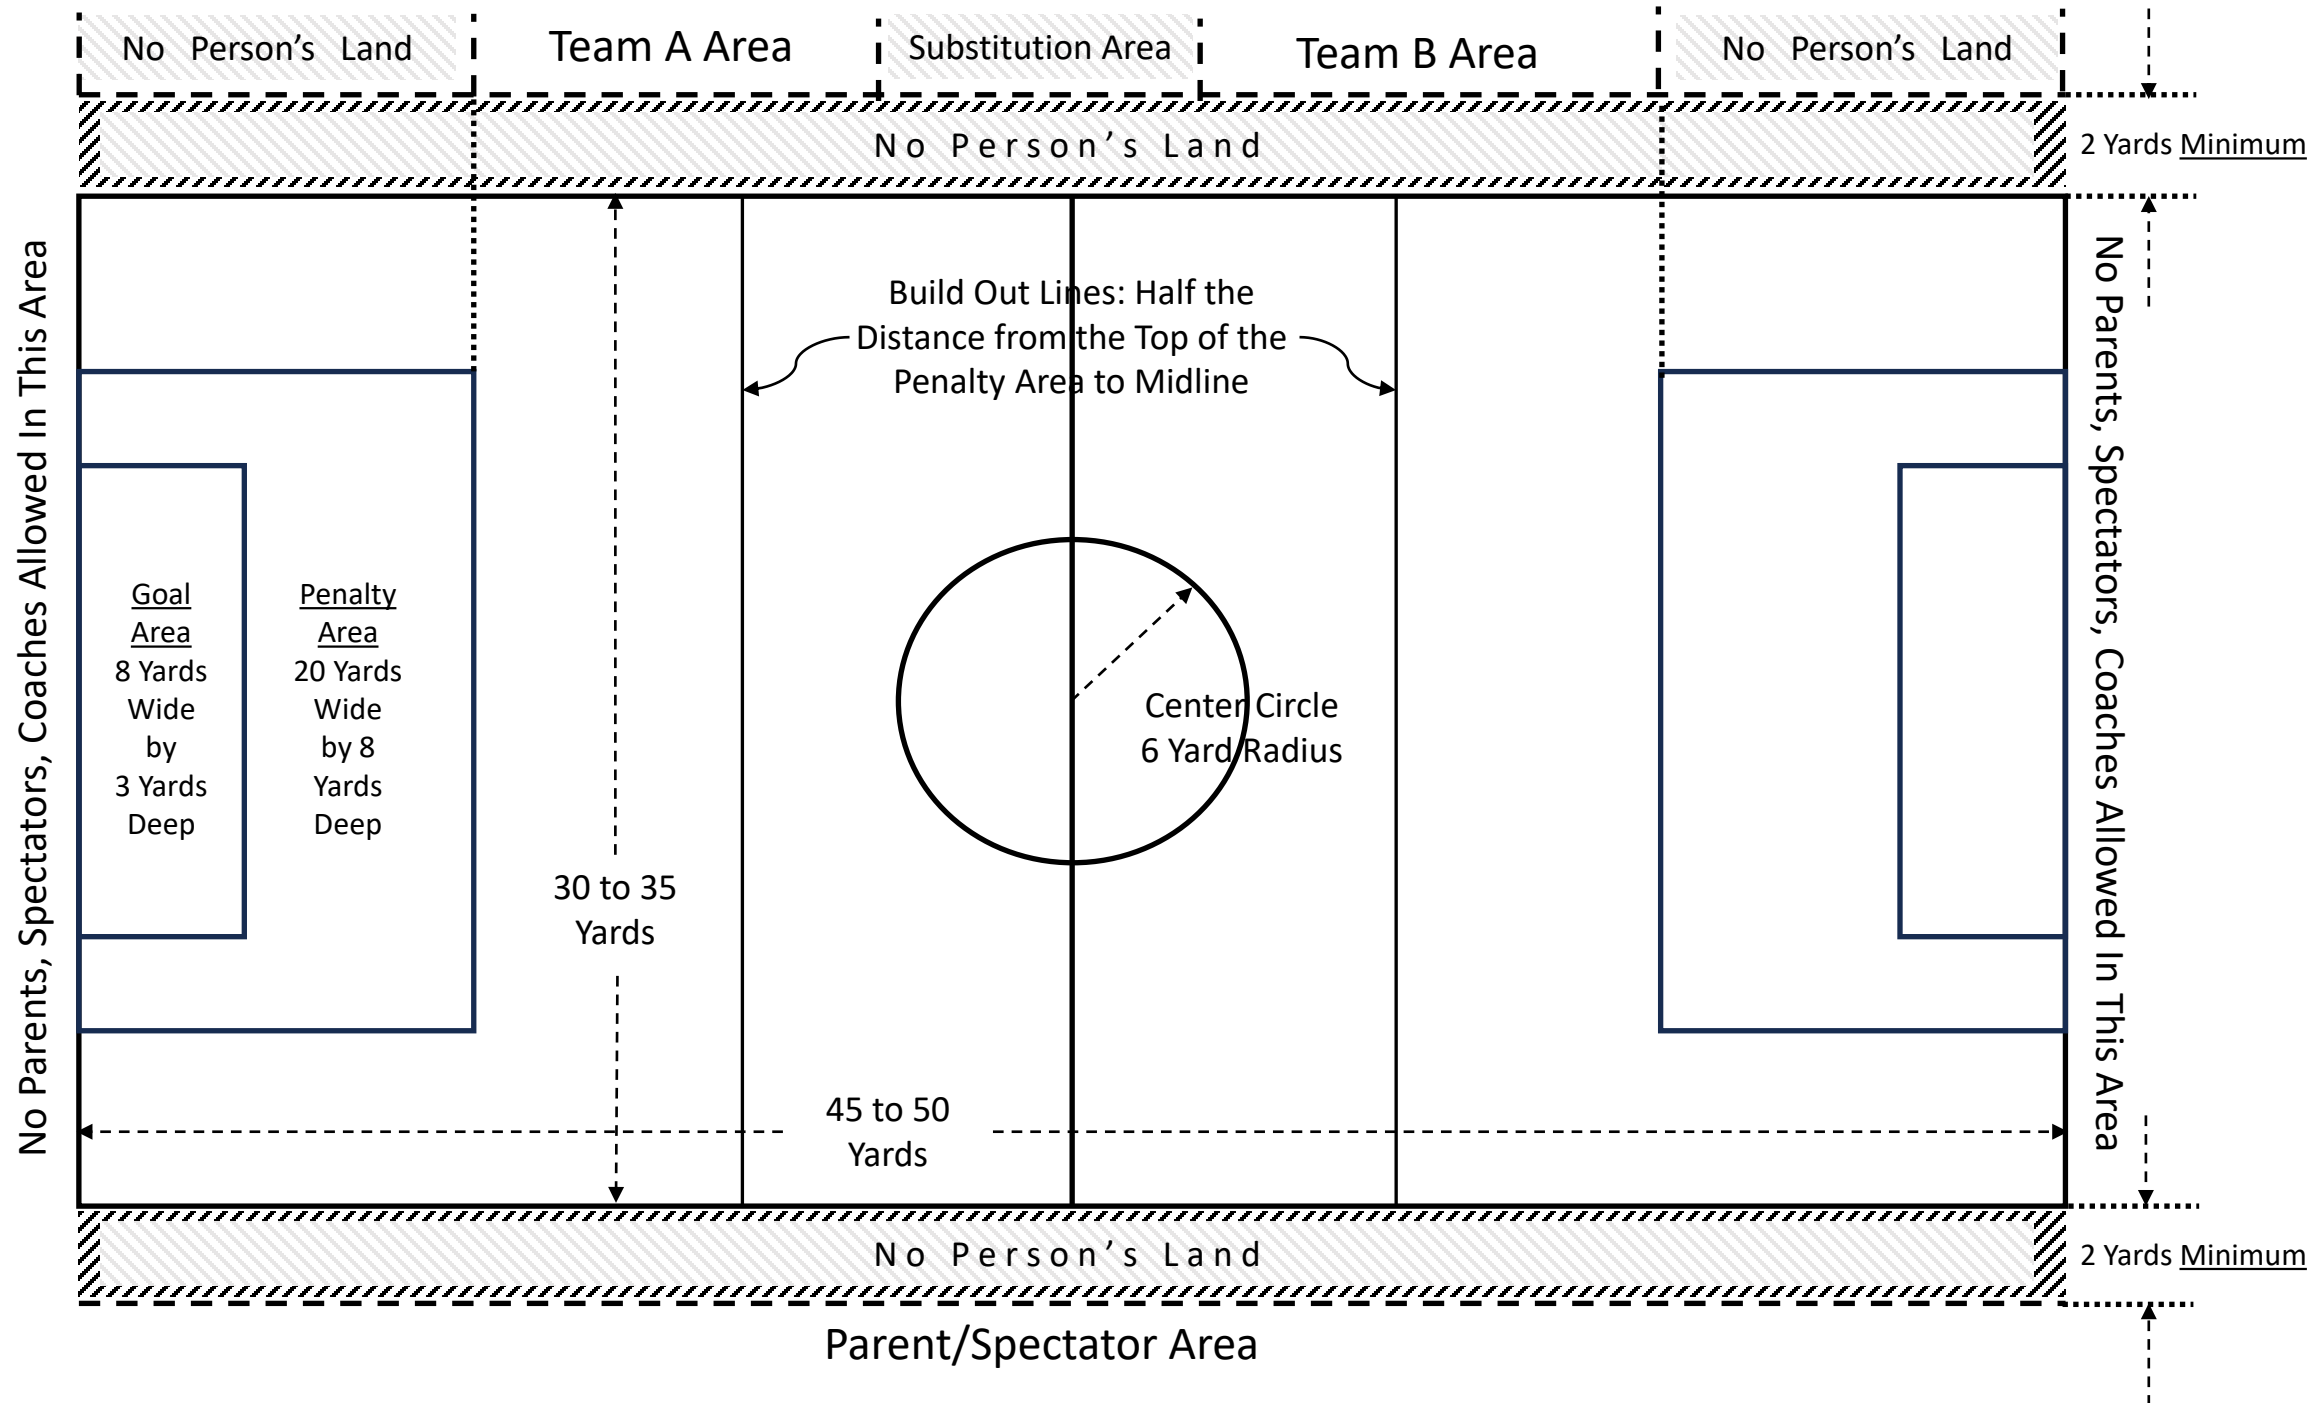 No Person's Land
Team A Area
Substitution Area
Team B Area
No Person's Land
No Person's Land
2 Yards Minimum
No Parents, Spectators, Coaches Allowed In This Area
Build Out Lines: Half the
Distance from the Top of the
Penalty Area to Midline
No Parents, Spectators, Coaches Allowed In This Area
Goal
Area
8 Yards
Wide
by
3 Yards
Deep
Penalty
Area
20 Yards
Wide
by 8
Yards
Deep
Center Circle
6 Yard Radius
30 to 35
Yards
45 to 50
Yards
No Person's Land
2 Yards Minimum
Parent/Spectator Area